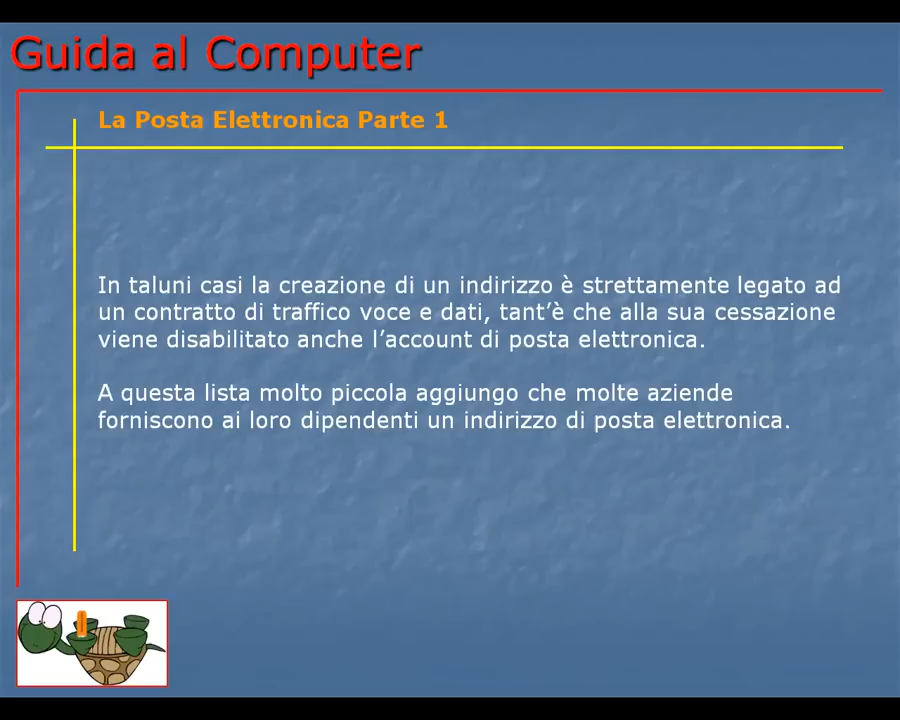 Guida al Computer
La Posta Elettronica Parte 1
In taluni casi la creazione di un indirizzo è strettamente legato ad
un contratto di traffico voce e dati, tant’è che alla sua cessazione
viene disabilitato anche l’account di posta elettronica.
A questa lista molto piccola aggiungo che molte aziende
forniscono ai loro dipendenti un indirizzo di posta elettronica.